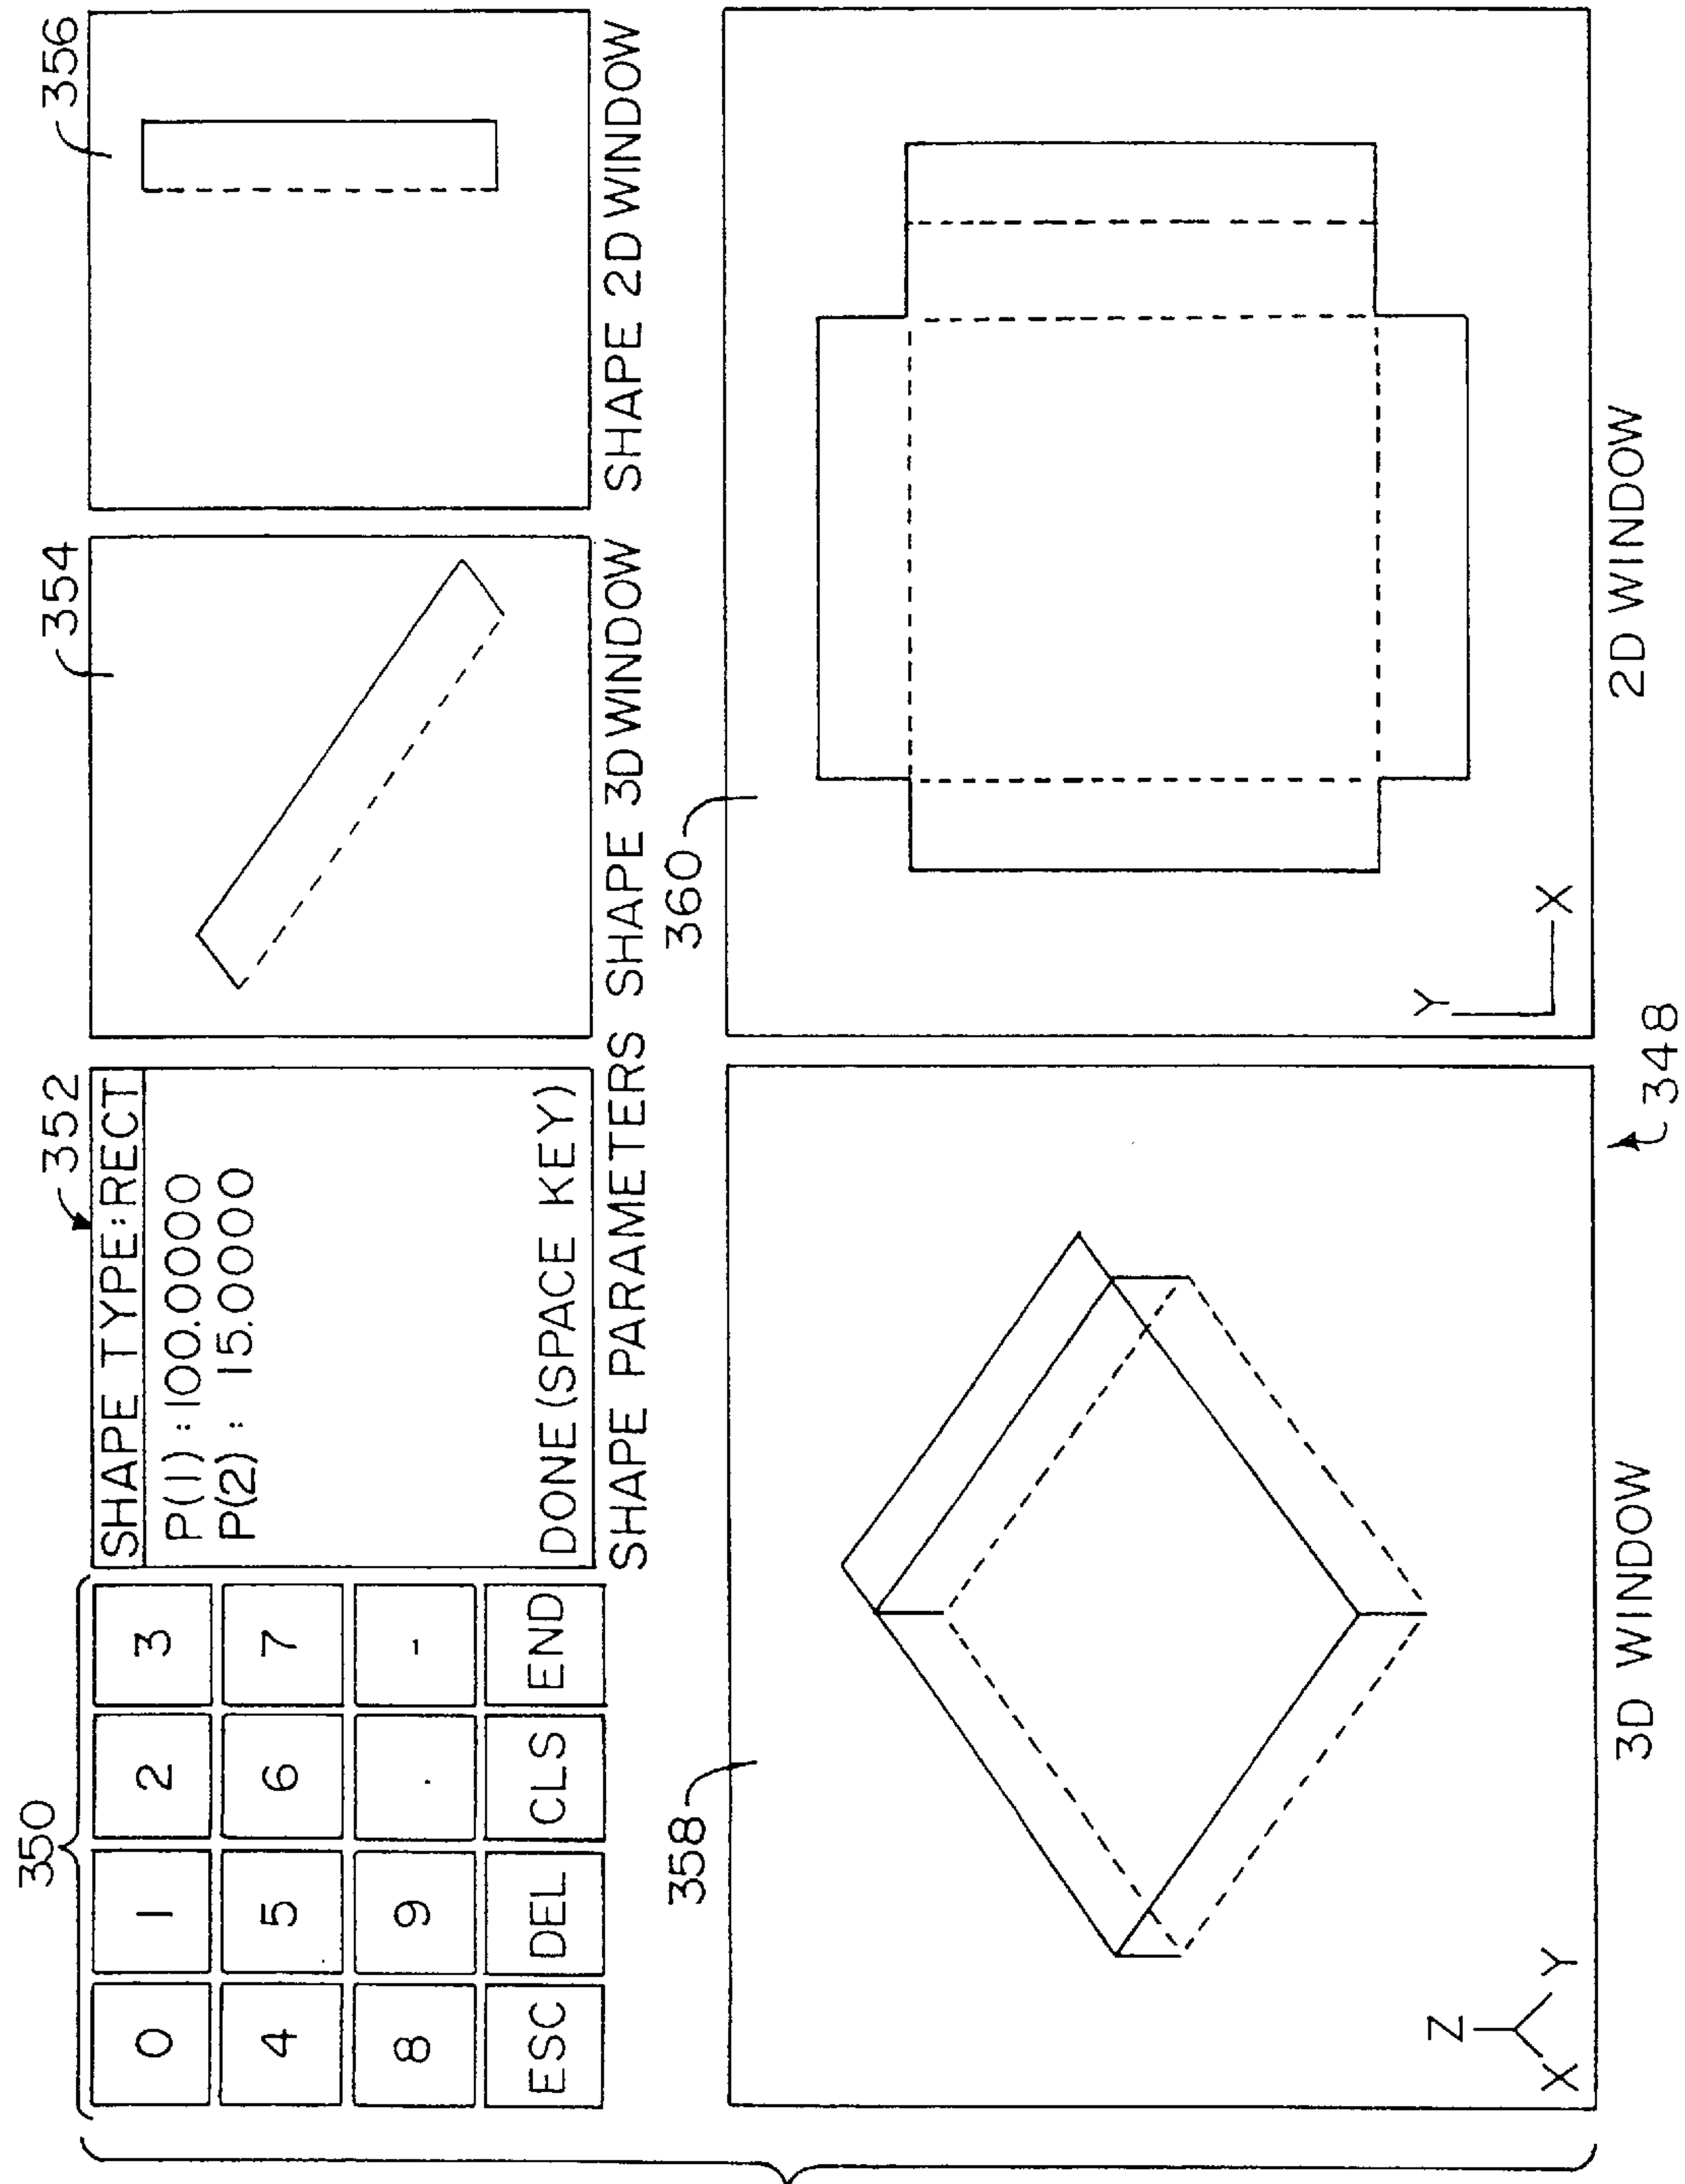 350
0 1 2 3
4 5 6 7
8 9 . -
ESC DEL CLS END
352
SHAPE TYPE:RECT
P(1):100.0000
P(2): 15.0000
DONE(SPACE KEY)
SHAPE PARAMETERS
354
SHAPE 3D WINDOW
356
SHAPE 2D WINDOW
358
Z
X Y
3D WINDOW
360
Y
X
2D WINDOW
348